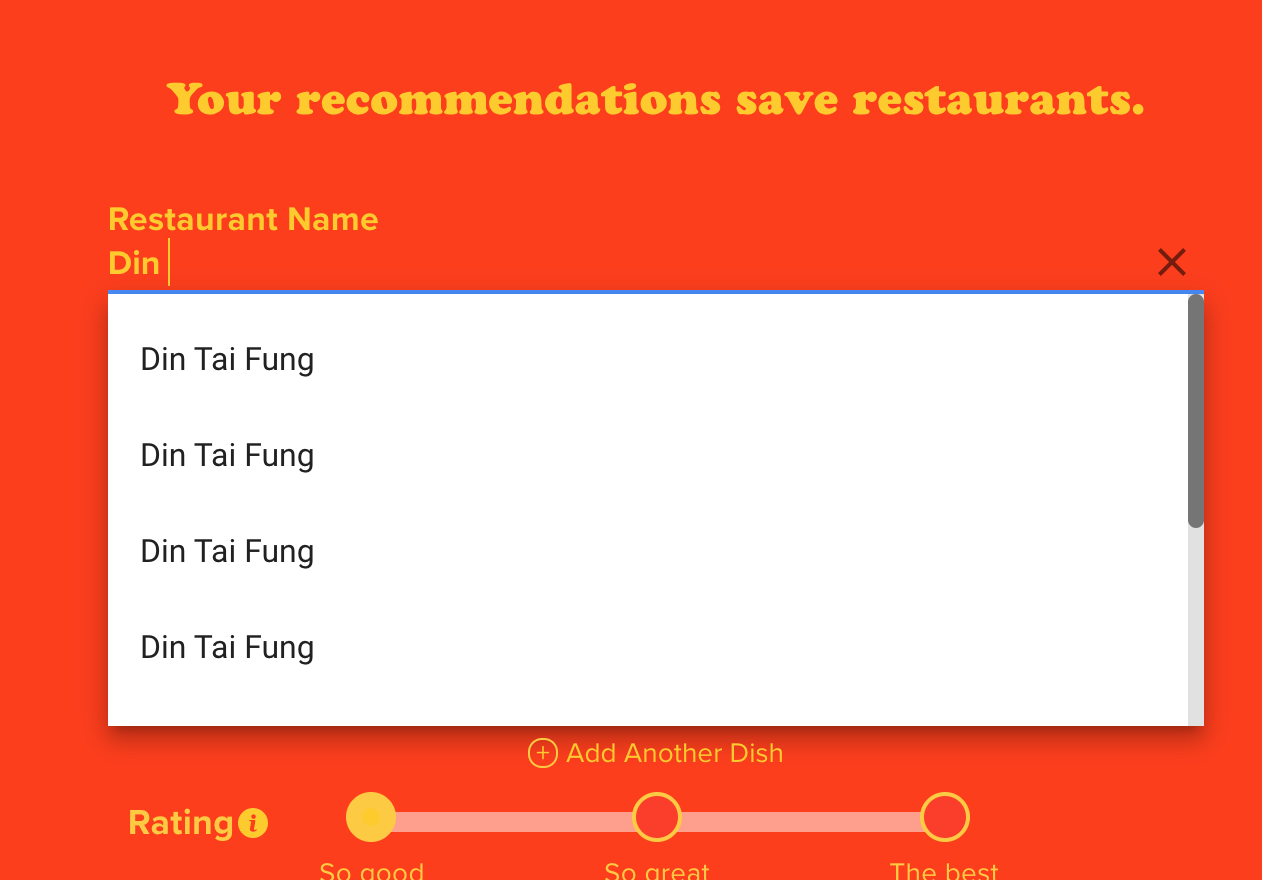 Your recommendations save restaurants.
Restaurant Name
Din
Din Tai Fung
Din Tai Fung
Din Tai Fung
Din Tai Fung
Add Another Dish
Rating
So good So great The best